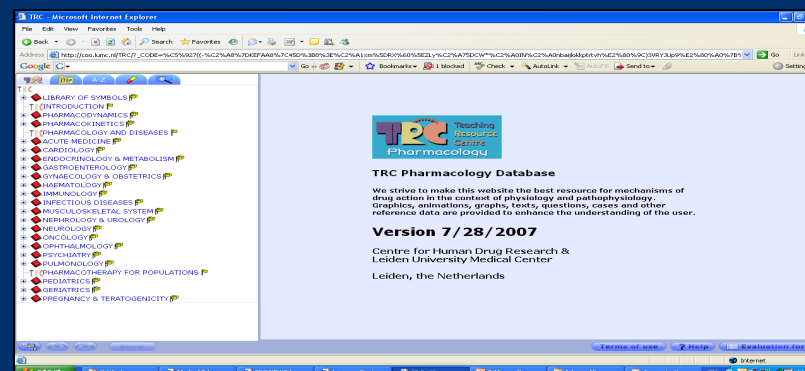 TRC - Microsoft Internet Explorer
File Edit View Favorites Tools Help
Back Search Favorites
Address Go Links
Google G Go Bookmarks 1 blocked Check AutoLink AutoFill Send to Settings
TRC A-Z
TRC
LIBRARY OF SYMBOLS
INTRODUCTION
PHARMACODYNAMICS
PHARMACOKINETICS
PHARMACOLOGY AND DISEASES
ACUTE MEDICINE
CARDIOLOGY
ENDOCRINOLOGY & METABOLISM
GASTROENTEROLOGY
GYNAECOLOGY & OBSTETRICS
HAEMATOLOGY
IMMUNOLOGY
INFECTIOUS DISEASES
MUSCULOSKELETAL SYSTEM
NEPHROLOGY & UROLOGY
NEUROLOGY
ONCOLOGY
OPHTHALMOLOGY
PSYCHIATRY
PULMONOLOGY
PHARMACOTHERAPY FOR POPULATIONS
PEDIATRICS
GERIATRICS
PREGNANCY & TERATOGENICITY
TRC Teaching
Resource
Centre
Pharmacology
TRC Pharmacology Database
We strive to make this website the best resource for mechanisms of
drug action in the context of physiology and pathophysiology.
Graphics, animations, graphs, texts, questions, cases and other
reference data are provided to enhance the understanding of the user.
Version 7/28/2007
Centre for Human Drug Research &
Leiden University Medical Center
Leiden, the Netherlands
Terms of use ? Help Evaluation for
Internet